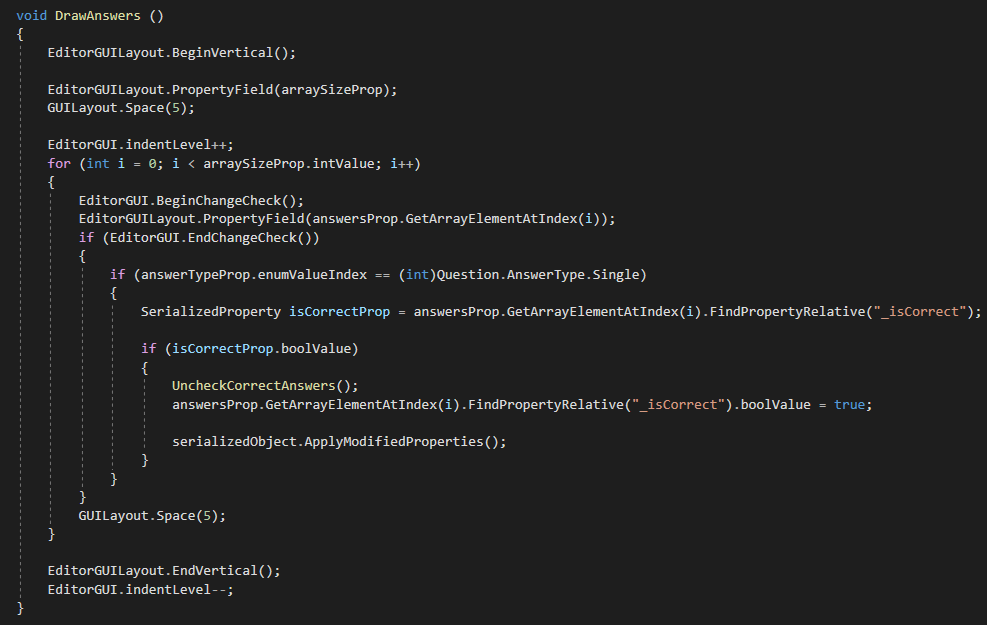 void DrawAnswers ()
{
    EditorGUILayout.BeginVertical();

    EditorGUILayout.PropertyField(arraySizeProp);
    GUILayout.Space(5);

    EditorGUI.indentLevel++;
    for (int i = 0; i < arraySizeProp.intValue; i++)
    {
        EditorGUI.BeginChangeCheck();
        EditorGUILayout.PropertyField(answersProp.GetArrayElementAtIndex(i));
        if (EditorGUI.EndChangeCheck())
        {
            if (answerTypeProp.enumValueIndex == (int)Question.AnswerType.Single)
            {
                SerializedProperty isCorrectProp = answersProp.GetArrayElementAtIndex(i).FindPropertyRelative("_isCorrect");

                if (isCorrectProp.boolValue)
                {
                    UncheckCorrectAnswers();
                    answersProp.GetArrayElementAtIndex(i).FindPropertyRelative("_isCorrect").boolValue = true;

                    serializedObject.ApplyModifiedProperties();
                }
            }
        }
        GUILayout.Space(5);
    }

    EditorGUILayout.EndVertical();
    EditorGUI.indentLevel--;
}